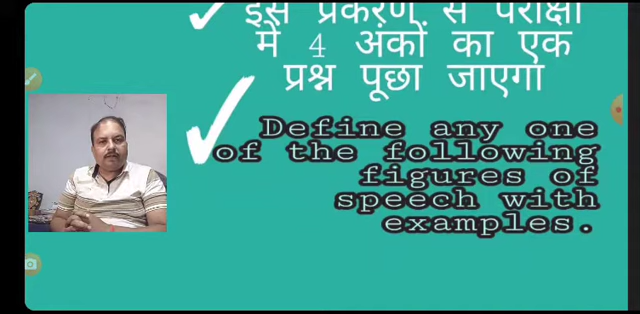 इस प्रकरण से परीक्षा
में 4 अंकों का एक
प्रश्न पूछा जाएगा
Define any one
of the following
figures of
speech with
examples.